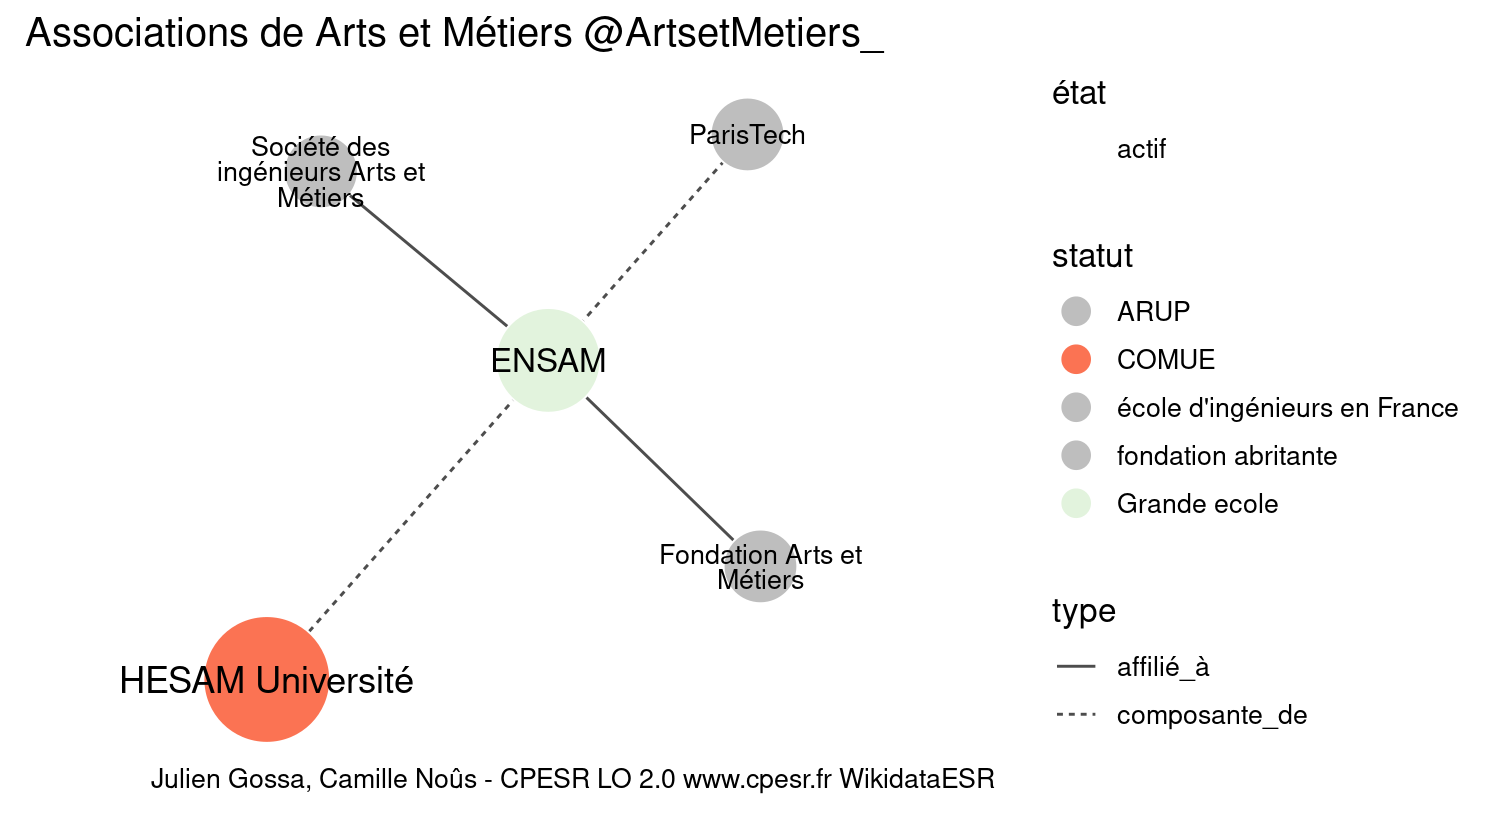 Associations de Arts et Métiers @ArtsetMetiers_
Société des
ingénieurs Arts et
Métiers
ParisTech
ENSAM
Fondation Arts et
Métiers
HESAM Université
état
actif
statut
ARUP
COMUE
école d'ingénieurs en France
fondation abritante
Grande ecole
type
affilié_à
composante_de
Julien Gossa, Camille Noûs - CPESR LO 2.0 www.cpesr.fr WikidataESR